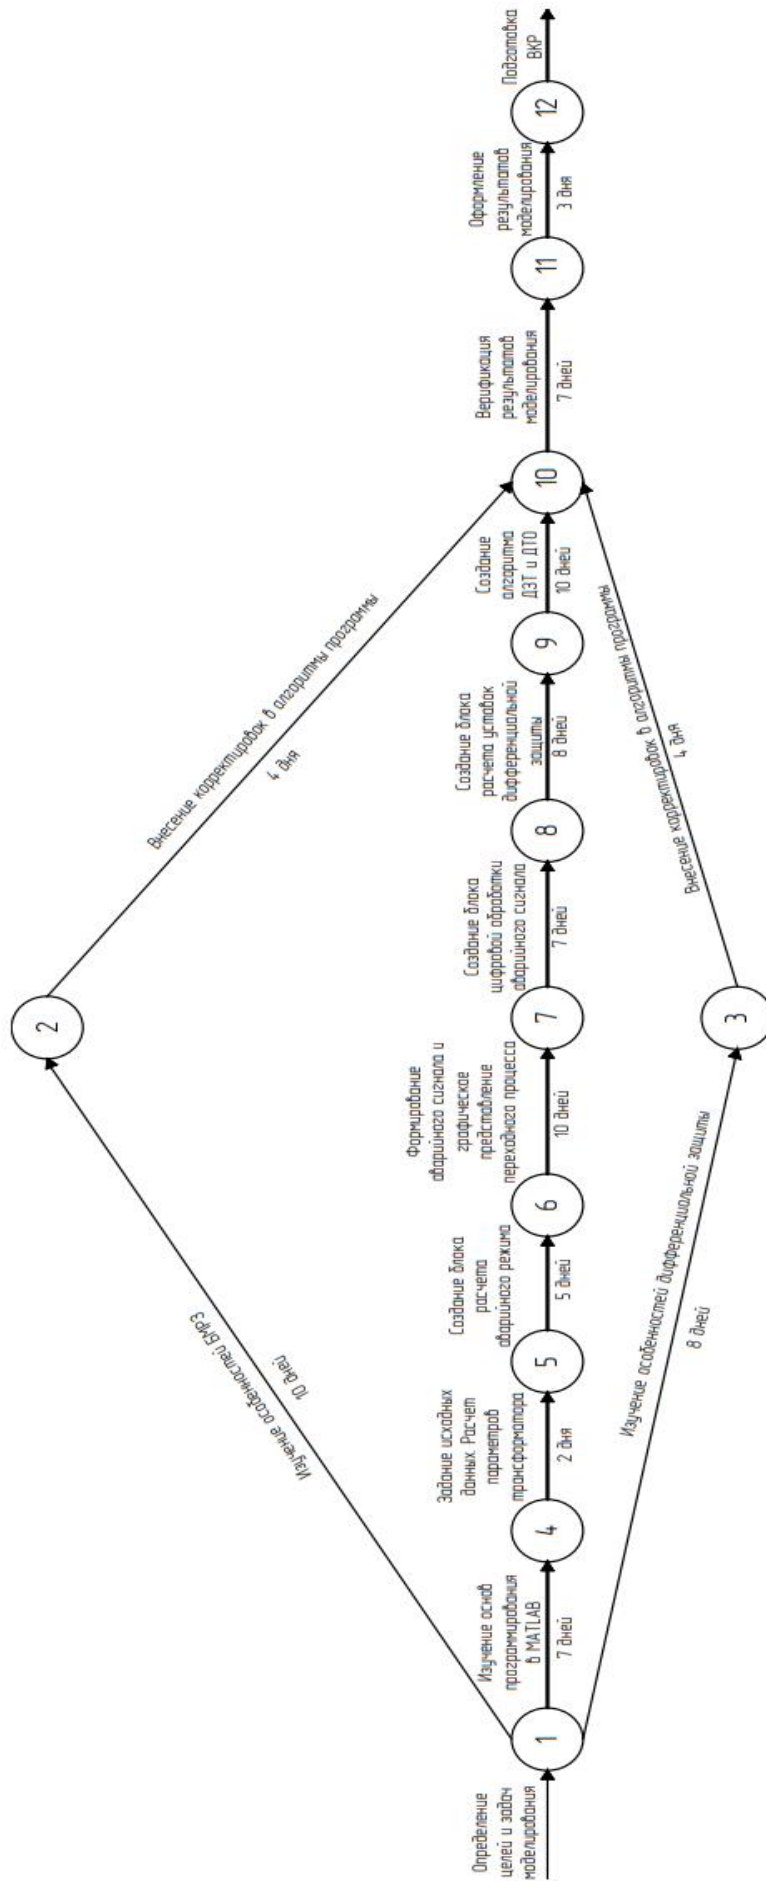 Определение
целей и задач
моделирования
1
Изучение особенностей БМРЗ
10 дней
2
Внесение корректировок в алгоритмы программы
4 дня
Изучение основ
программирования
в MATLAB
7 дней
4
Задание исходных
данных. Расчет
параметров
трансформатора
2 дня
5
Создание блока
расчета
аварийного режима
5 дней
6
Формирование
аварийного сигнала и
графическое
представление
переходного процесса
10 дней
7
Создание блока
цифровой обработки
аварийного сигнала
7 дней
8
Создание блока
расчета уставок
дифференциальной
защиты
8 дней
9
Создание
алгоритма
ДЗТ и ДТО
10 дней
10
Верификация
результатов
моделирования
7 дней
11
Оформление
результатов
моделирования
3 дня
12
Подготовка
ВКР
Изучение особенностей дифференциальной защиты
8 дней
3
Внесение корректировок в алгоритмы программы
4 дня